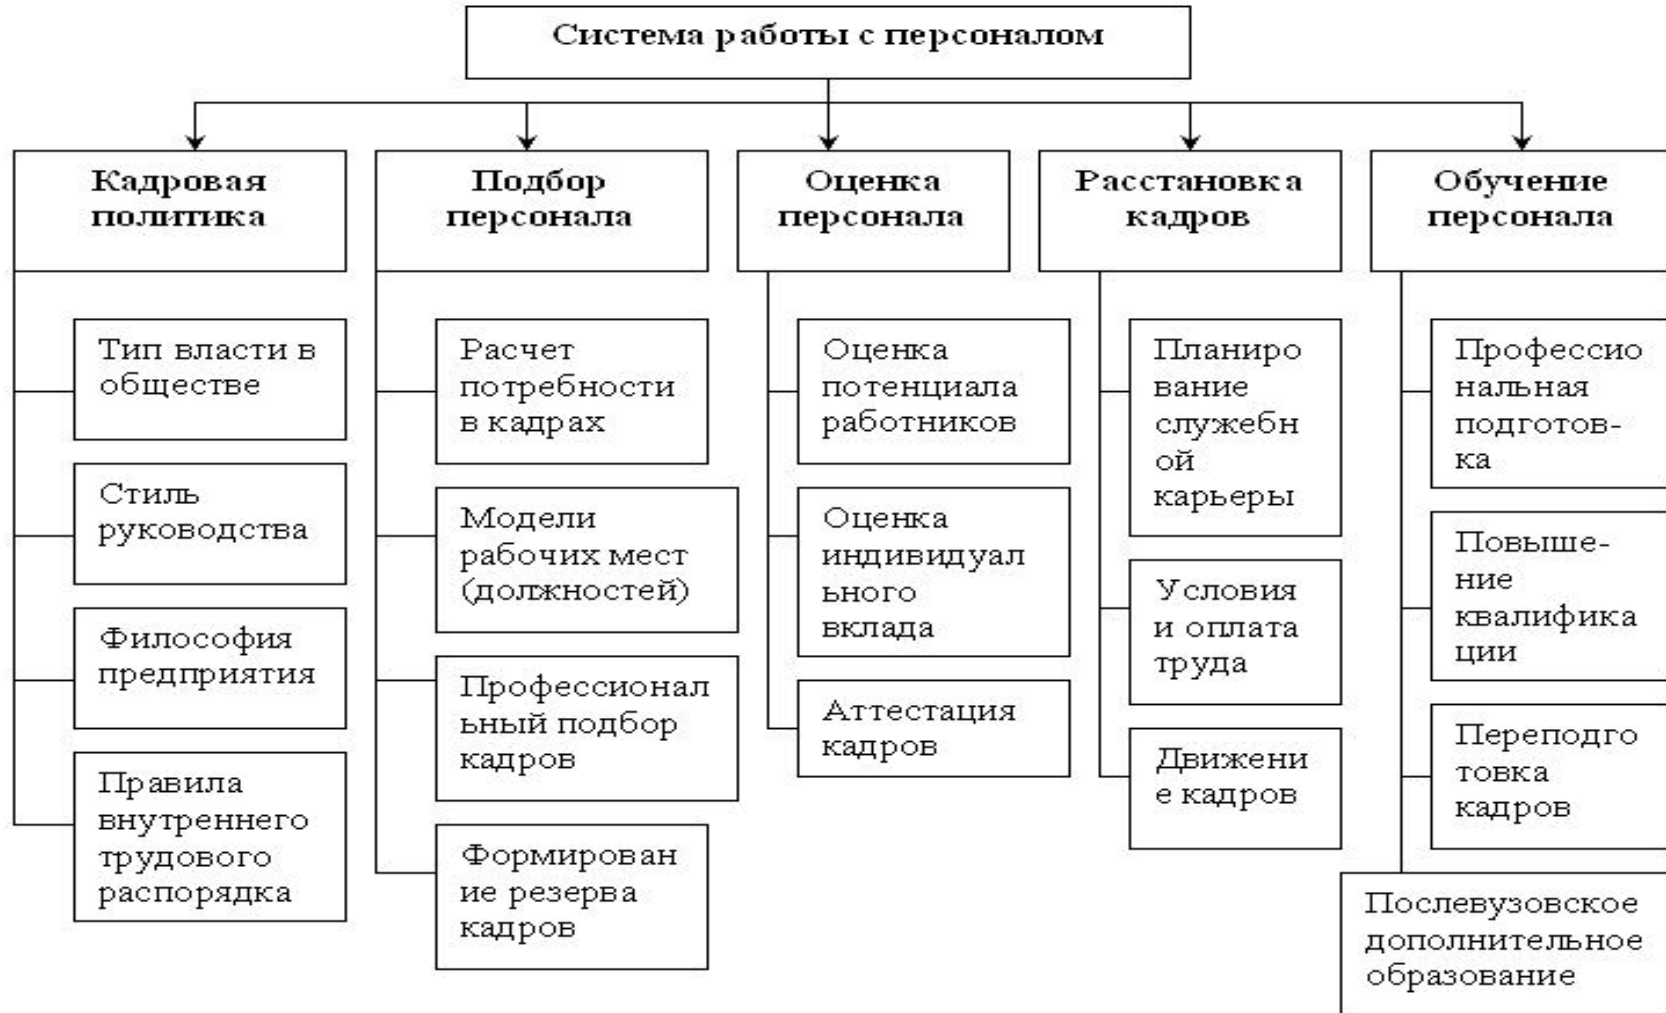 Система работы с персоналом
Кадровая
политика
Подбор
персонала
Оценка
персонала
Расстановка
кадров
Обучение
персонала
Тип власти в
обществе
Стиль
руководства
Философия
предприятия
Правила
внутреннего
трудового
распорядка
Расчет
потребности
в кадрах
Модели
рабочих мест
(должностей)
Профессионал
ьный подбор
кадров
Формирован
ие резерва
кадров
Оценка
потенциала
работников
Оценка
индивидуал
ьного
вклада
Аттестация
кадров
Планиро
вание
служебн
ой
карьеры
Условия
и оплата
труда
Движени
е кадров
Профессио
нальная
подготов-
ка
Повыше-
ние
квалифика
ции
Переподго
товка
кадров
Послевузовское
дополнительное
образование